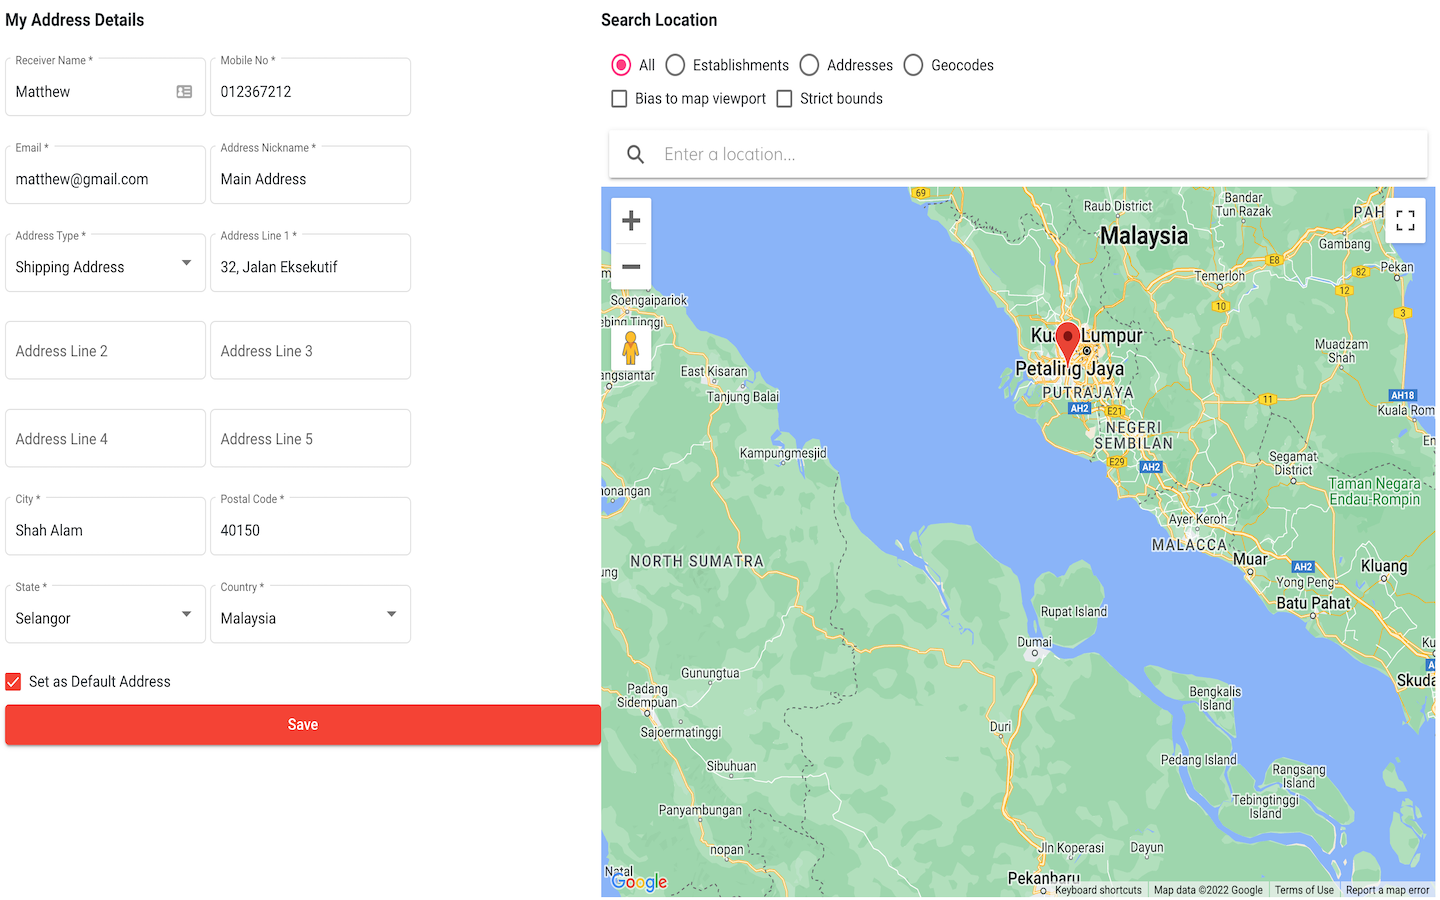 My Address Details
Receiver Name *
Mobile No *
Matthew
012367212
Email *
Address Nickname *
matthew@gmail.com
Main Address
Address Type *
Address Line 1 *
Shipping Address
32, Jalan Eksekutif
Address Line 2
Address Line 3
Address Line 4
Address Line 5
City *
Postal Code *
Shah Alam
40150
State *
Country *
Selangor
Malaysia
Set as Default Address
Save
Search Location
All
Establishments
Addresses
Geocodes
Bias to map viewport
Strict bounds
Enter a location...
69
Raub District
Bandar
Tun Razak
PAH
Malaysia
Gambang
E8
Temerloh
82
Pekan
12
10
3
Soengaipariok
ebing Tinggi
Kua Lumpur
Muadzam
Shah
angsiantar
East Kisaran
Petaling Jaya
Tanjung Balai
PUTRAJAYA
AH2
E21
11
AH18
Kuala Rom
NEGERI
SEMBILAN
En
Kampungmesjid
E29
AH2
Segamat
District
Taman Negara
Endau-Rompin
nonangan
Ayer Keroh
MALACCA
NORTH SUMATRA
ung
Muar
AH2
Kluang
Yong Peng
Batu Pahat
Rupat Island
Dumai
Ku
A
Skuda
Gunungtua
Padang
Sidempuan
Bengkalis
Island
Sajoermatinggi
Duri
Sibuhuan
Pedang Island
Rangsang
Island
Tebingtinggi
Island
Panyambungan
nopan
Jln Koperasi
Dayun
Natal
Google
Pekanbaru
Keyboard shortcuts
Map data ©2022 Google
Terms of Use
Report a map error